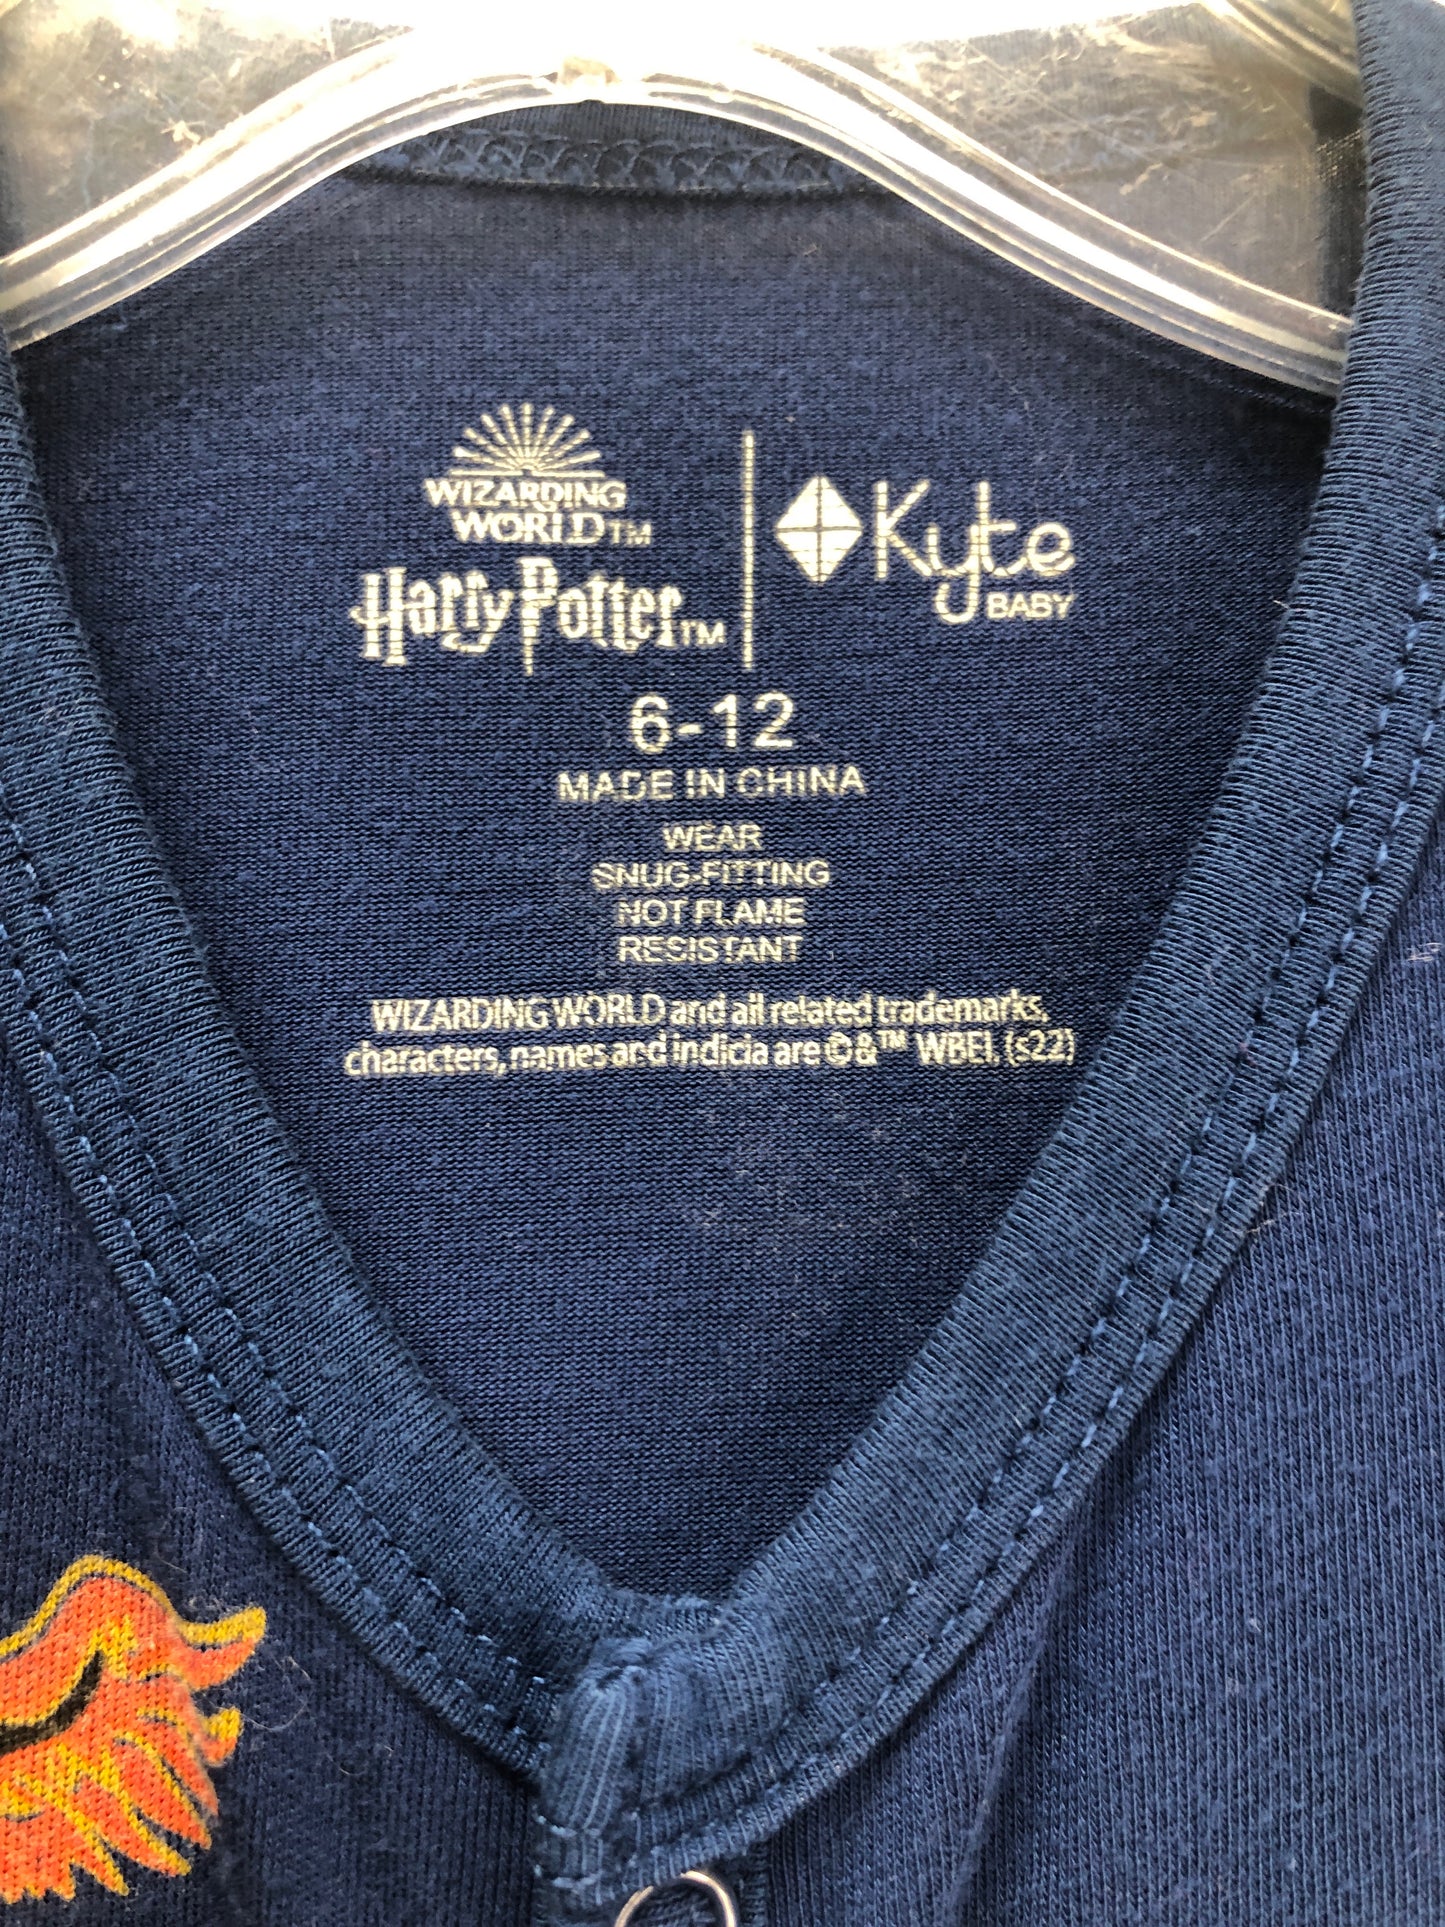 WIZARDING
WORLD™
Harry Potter™
Kyte
BABY
6-12
MADE IN CHINA
WEAR
SNUG-FITTING
NOT FLAME
RESISTANT
WIZARDING WORLD and all related trademarks,
characters, names and indicia are ©&™ WBEI. (s22)